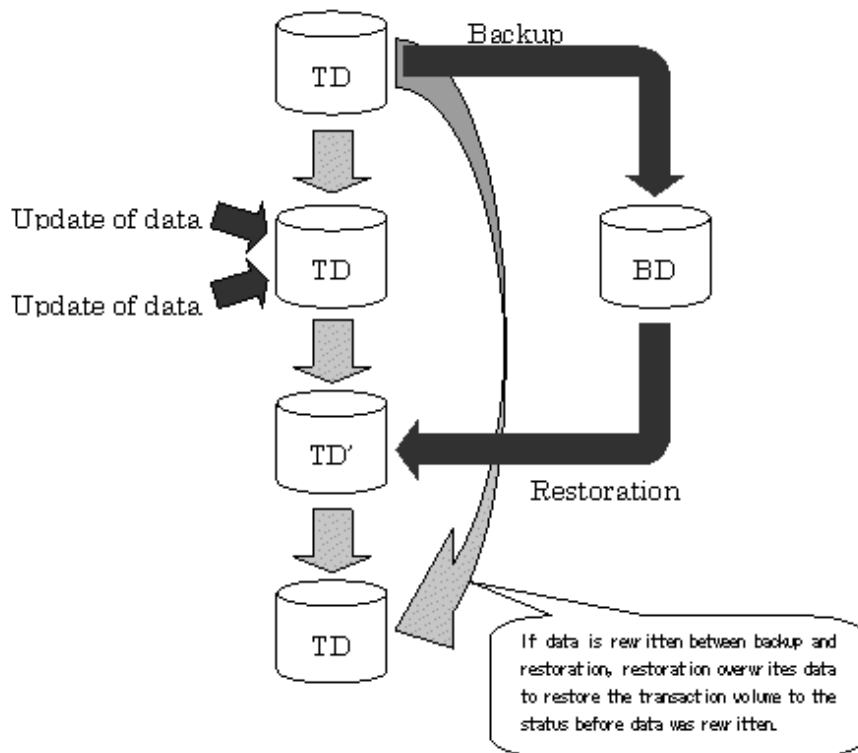 Backup
TD
Update of data
TD
BD
Update of data
TD'
Restoration
TD
If data is rewritten between backup and
restoration, restoration overwrites data
to restore the transaction volume to the
status before data was rewritten.